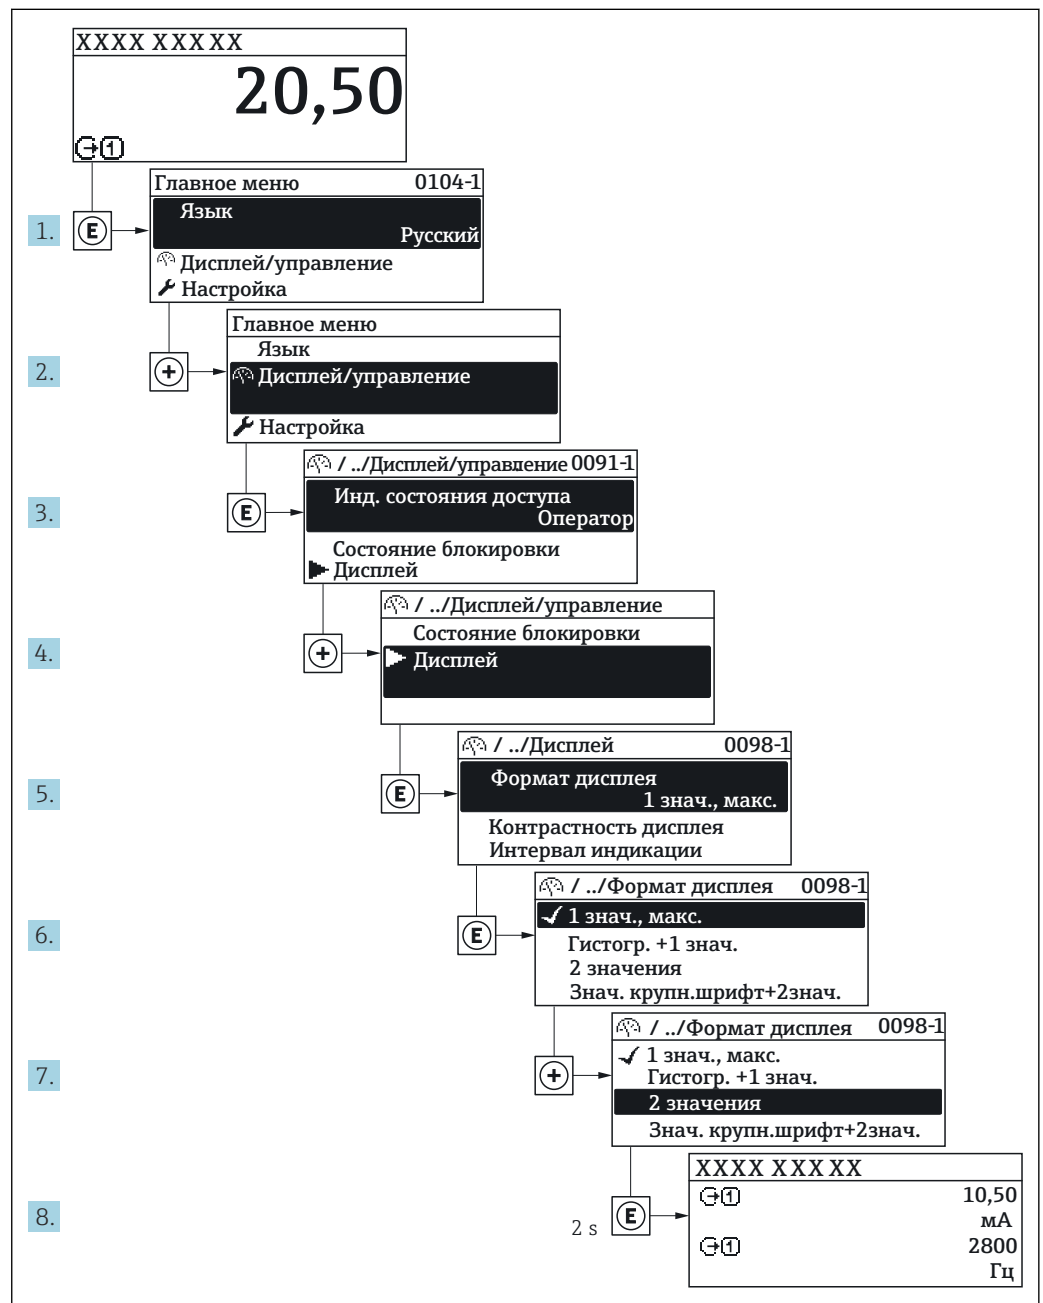 XXXX XXX XX
20,50
1
Главное меню 0104-1
1. E Язык
Русский
Дисплей/управление
Настройка
Главное меню
Язык
2. + Дисплей/управление
Настройка
/ ../Дисплей/управление 0091-1
3. E Инд. состояния доступа
Оператор
Состояние блокировки
Дисплей
/ ../Дисплей/управление
Состояние блокировки
4. + Дисплей
/ ../Дисплей 0098-1
Формат дисплея
5. E 1 знач., макс.
Контрастность дисплея
Интервал индикации
/ ../Формат дисплея 0098-1
1 знач., макс.
6. E Гистогр. +1 знач.
2 значения
Знач. крупн.шрифт+2знач.
/ ../Формат дисплея 0098-1
1 знач., макс.
7. + Гистогр. +1 знач.
2 значения
Знач. крупн.шрифт+2знач.
XXXX XXX XX
1 10,50
8. 2 s E мА
1 2800
Гц